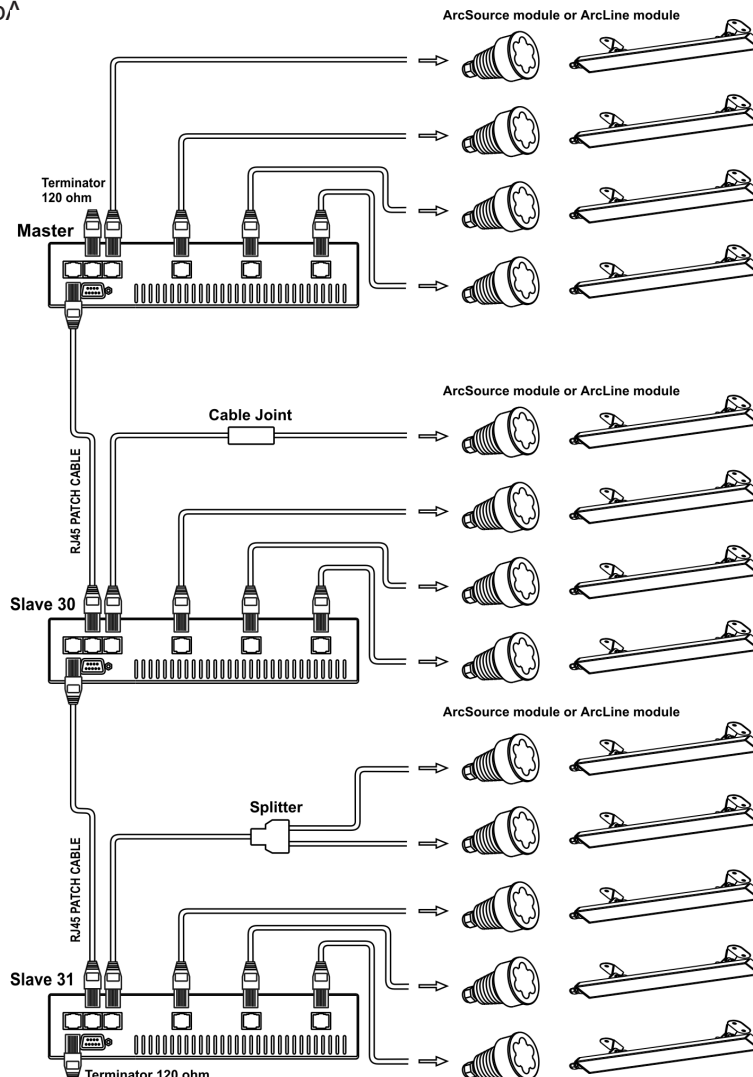 ArcSource module or ArcLine module
Terminator
120 ohm
Master
ArcSource module or ArcLine module
Cable Joint
RJ45 PATCH CABLE
Slave 30
ArcSource module or ArcLine module
Splitter
RJ45 PATCH CABLE
Slave 31
Terminator 120 ohm